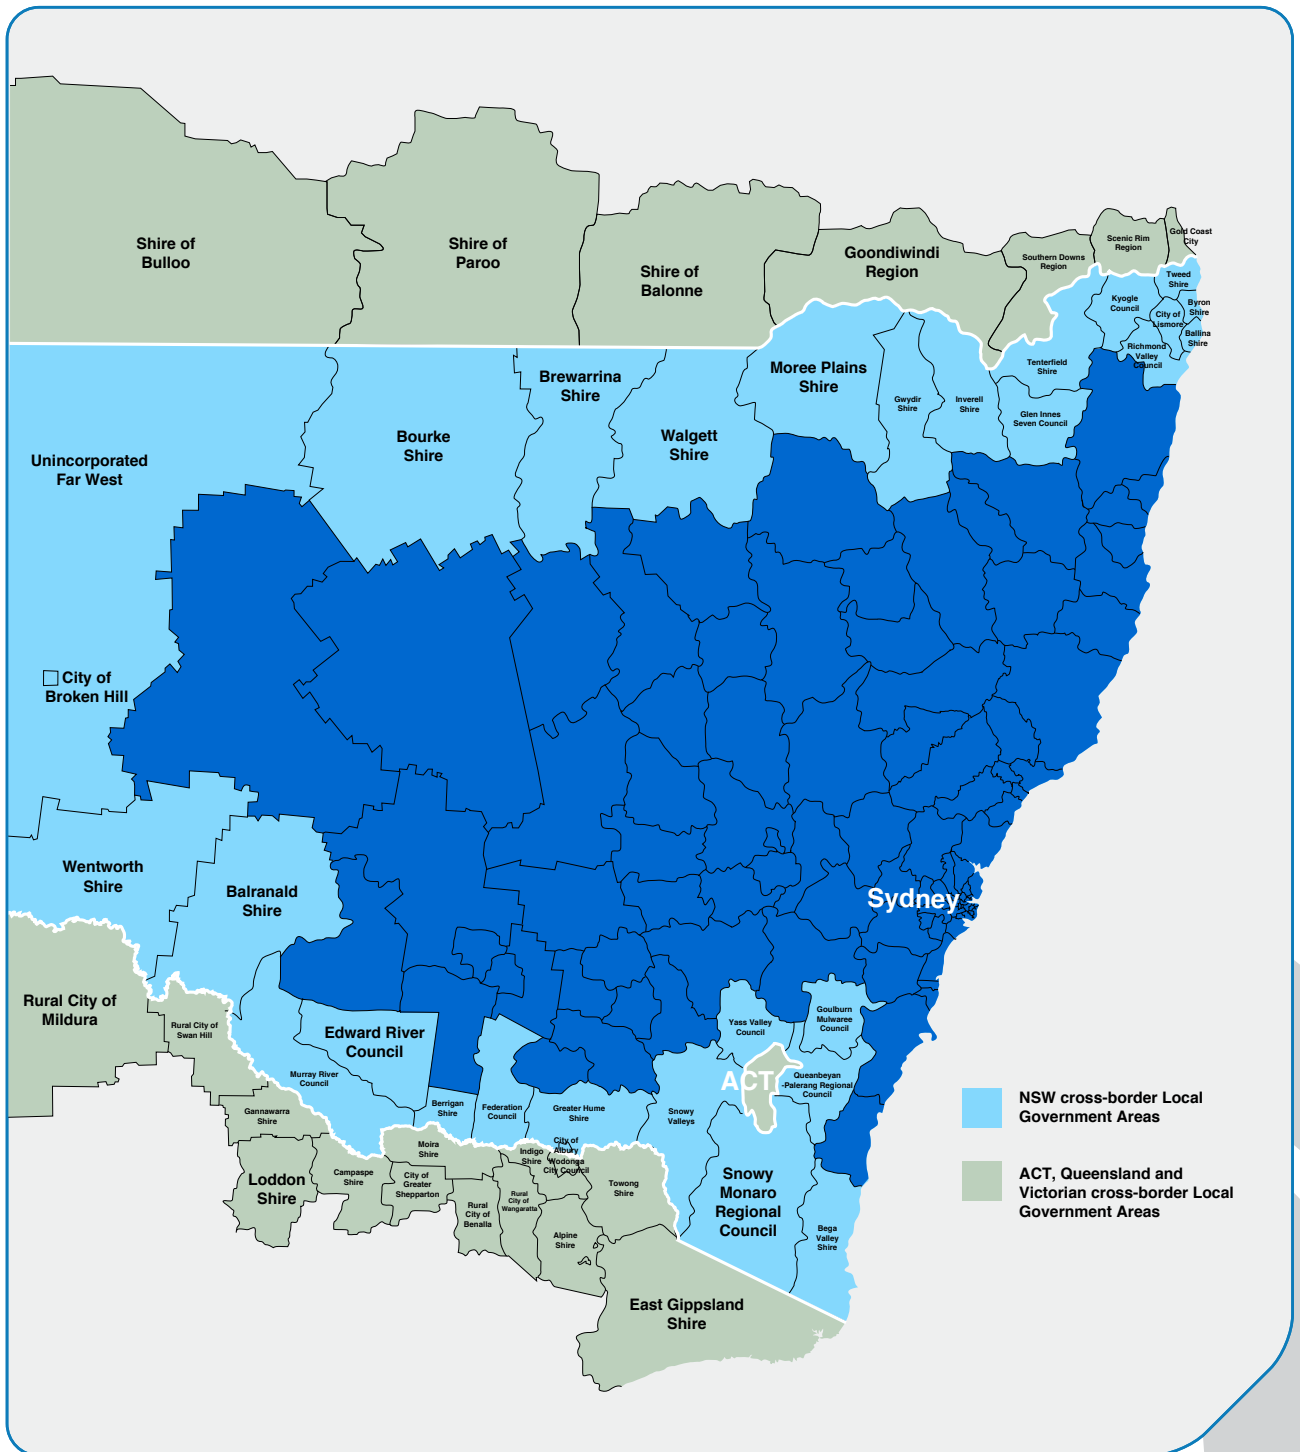 Shire of
Bulloo
Shire of
Paroo
Shire of
Balonne
Goondiwindi
Region
Southern Downs
Region
Scenic Rim
Region
Gold Coast
City
Tweed
Shire
Kyogle
Council
Byron
Shire
City of
Lismore
Ballina
Shire
Richmond
Valley
Council
Tenterfield
Shire
Moree Plains
Shire
Brewarrina
Shire
Gwydir
Shire
Inverell
Shire
Glen Innes
Seven Council
Bourke
Shire
Walgett
Shire
Unincorporated
Far West
City of
Broken Hill
Wentworth
Shire
Balranald
Shire
Sydney
Rural City of
Mildura
Rural City of
Swan Hill
Edward River
Council
Murray River
Council
Yass Valley
Council
Goulburn
Mulwaree
Council
ACT
Queanbeyan
-Palerang Regional
Council
Gannawarra
Shire
Berrigan
Shire
Federation
Council
Greater Hume
Shire
Snowy
Valleys
Moira
Shire
Indigo
Shire
City of
Albury
Wodonga
City Council
Loddon
Shire
Campaspe
Shire
City of
Greater
Shepparton
Rural
City of
Benalla
Rural
City of
Wangaratta
Towong
Shire
Alpine
Shire
Snowy
Monaro
Regional
Council
Bega
Valley
Shire
East Gippsland
Shire
NSW cross-border Local
Government Areas
ACT, Queensland and
Victorian cross-border Local
Government Areas